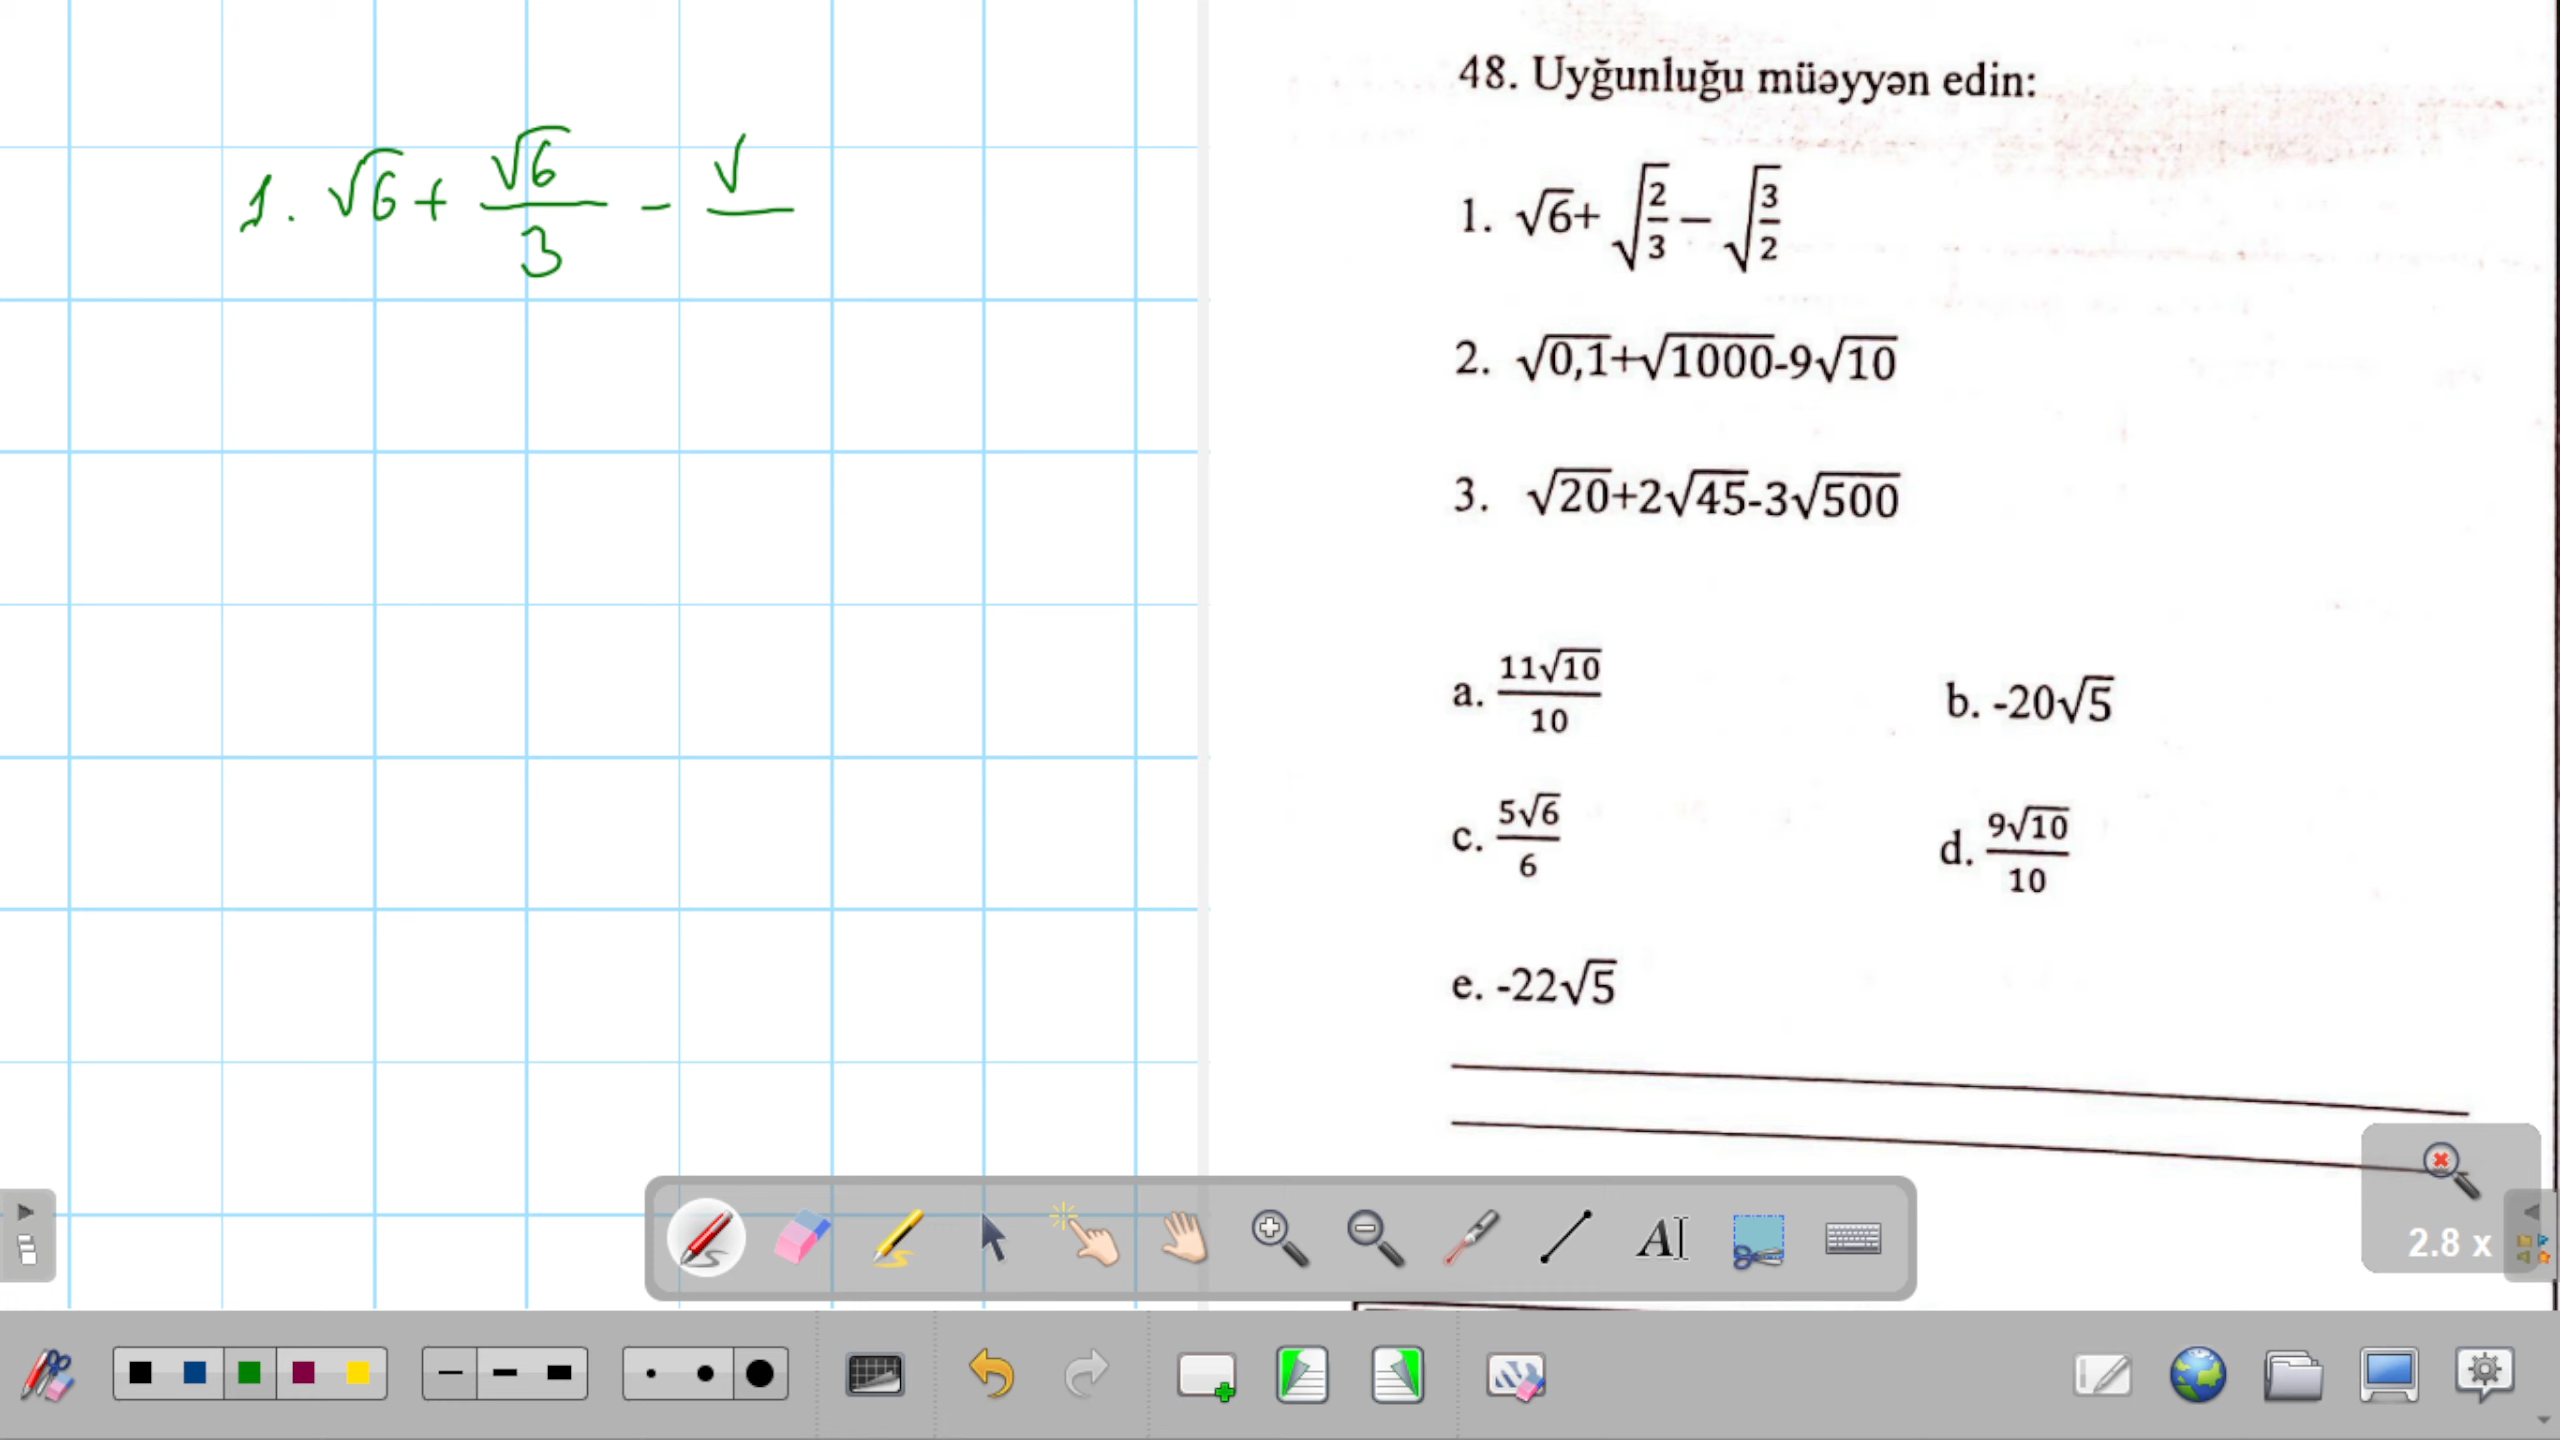 1. √6 + √6/3 - √
48. Uyğunluğu müəyyən edin:
1. √6+ √(2/3) − √(3/2)
2. √0,1+√1000-9√10
3. √20+2√45-3√500
a. 11√10/10 b. -20√5
c. 5√6/6 d. 9√10/10
e. -22√5
AI
2.8 x